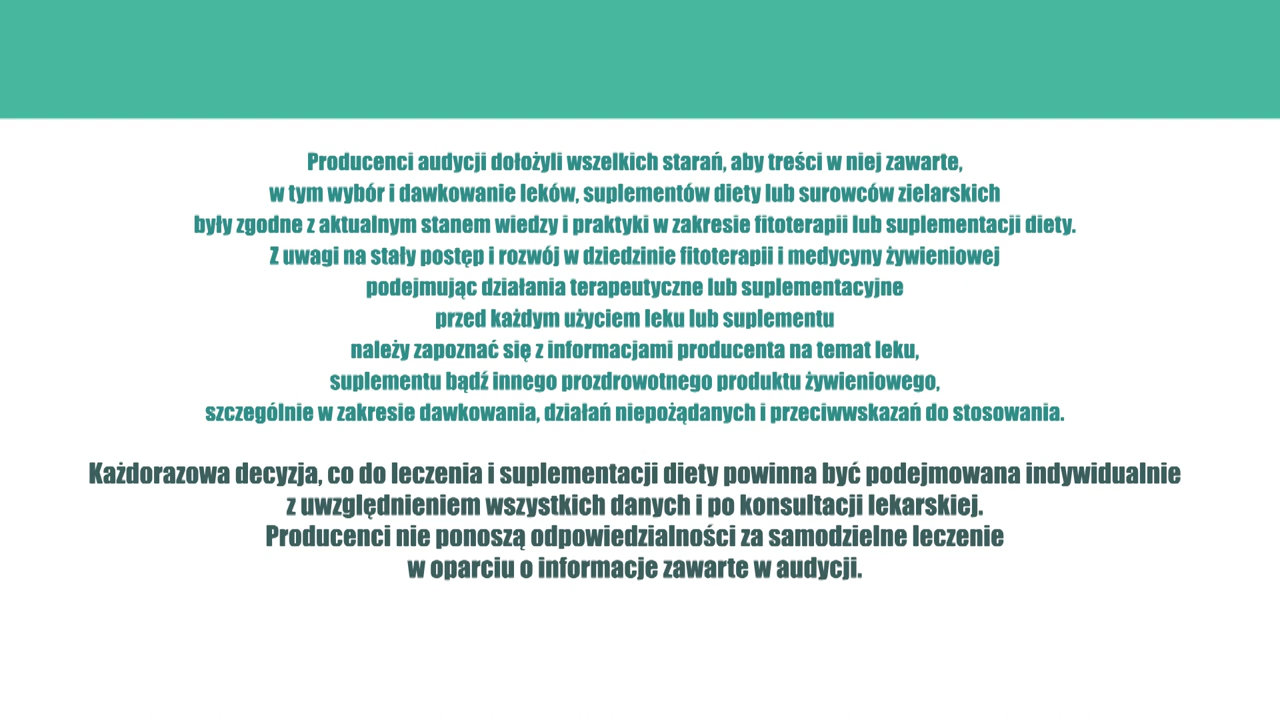 Producenci audycji dołożyli wszelkich starań, aby treści w niej zawarte,
w tym wybór i dawkowanie leków, suplementów diety lub surowców zielarskich
były zgodne z aktualnym stanem wiedzy i praktyki w zakresie fitoterapii lub suplementacji diety.
Z uwagi na stały postęp i rozwój w dziedzinie fitoterapii i medycyny żywieniowej
podejmując działania terapeutyczne lub suplementacyjne
przed każdym użyciem leku lub suplementu
należy zapoznać się z informacjami producenta na temat leku,
suplementu bądź innego prozdrowotnego produktu żywieniowego,
szczególnie w zakresie dawkowania, działań niepożądanych i przeciwwskazań do stosowania.
Każdorazowa decyzja, co do leczenia i suplementacji diety powinna być podejmowana indywidualnie
z uwzględnieniem wszystkich danych i po konsultacji lekarskiej.
Producenci nie ponoszą odpowiedzialności za samodzielne leczenie
w oparciu o informacje zawarte w audycji.